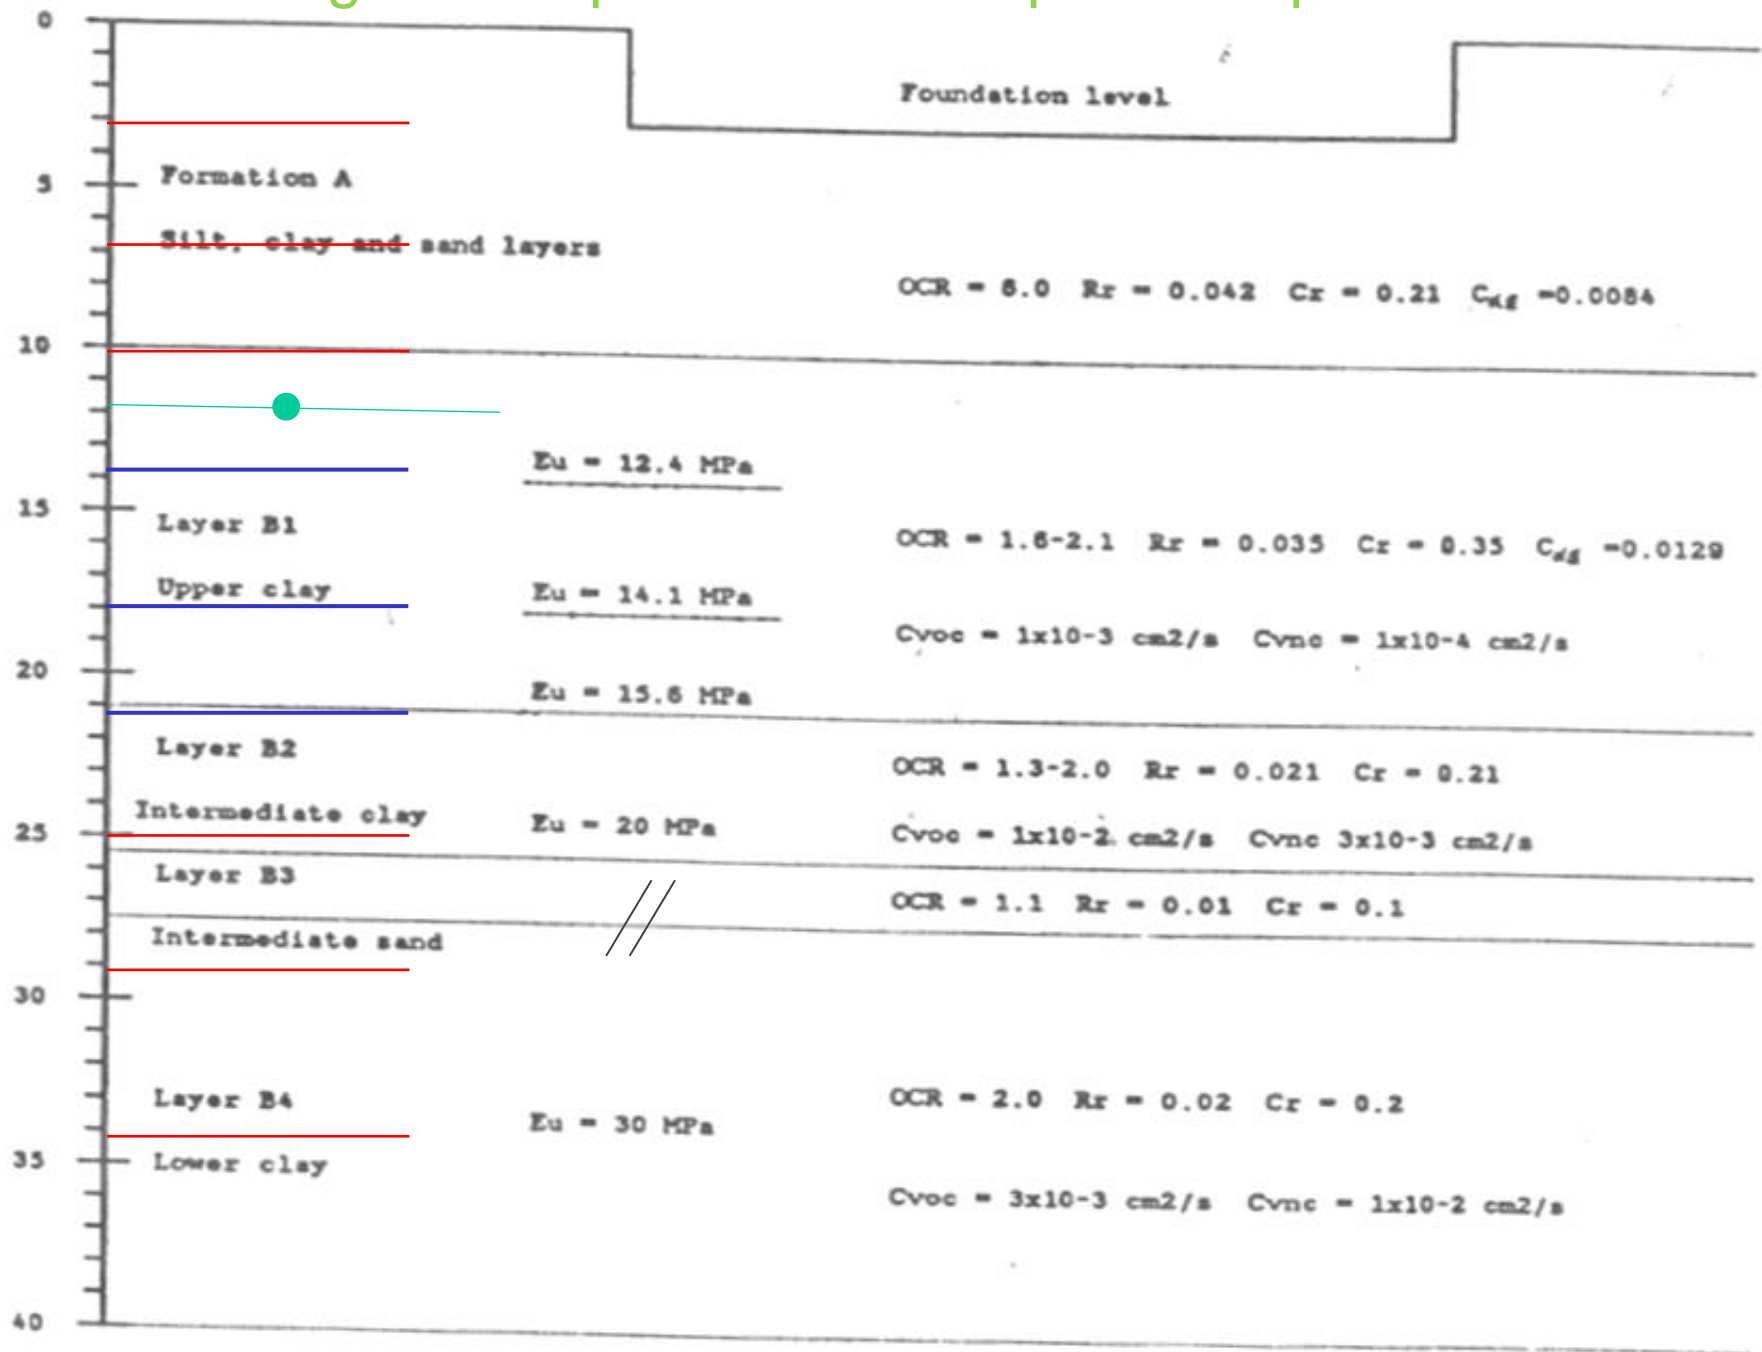 0
Foundation level
5
Formation A
Silt, clay and sand layers
OCR = 6.0 Rr = 0.042 Cr = 0.21 Cαε =0.0084
10
Eu = 12.4 MPa
15
Layer B1
OCR = 1.6-2.1 Rr = 0.035 Cr = 0.35 Cαε =0.0129
Upper clay
Eu = 14.1 MPa
Cvoc = 1x10-3 cm2/s Cvnc = 1x10-4 cm2/s
20
Eu = 15.6 MPa
Layer B2
OCR = 1.3-2.0 Rr = 0.021 Cr = 0.21
Intermediate clay
25
Eu = 20 MPa
Cvoc = 1x10-2 cm2/s Cvnc 3x10-3 cm2/s
Layer B3
OCR = 1.1 Rr = 0.01 Cr = 0.1
Intermediate sand
30
Layer B4
Eu = 30 MPa
OCR = 2.0 Rr = 0.02 Cr = 0.2
35
Lower clay
Cvoc = 3x10-3 cm2/s Cvnc = 1x10-2 cm2/s
40